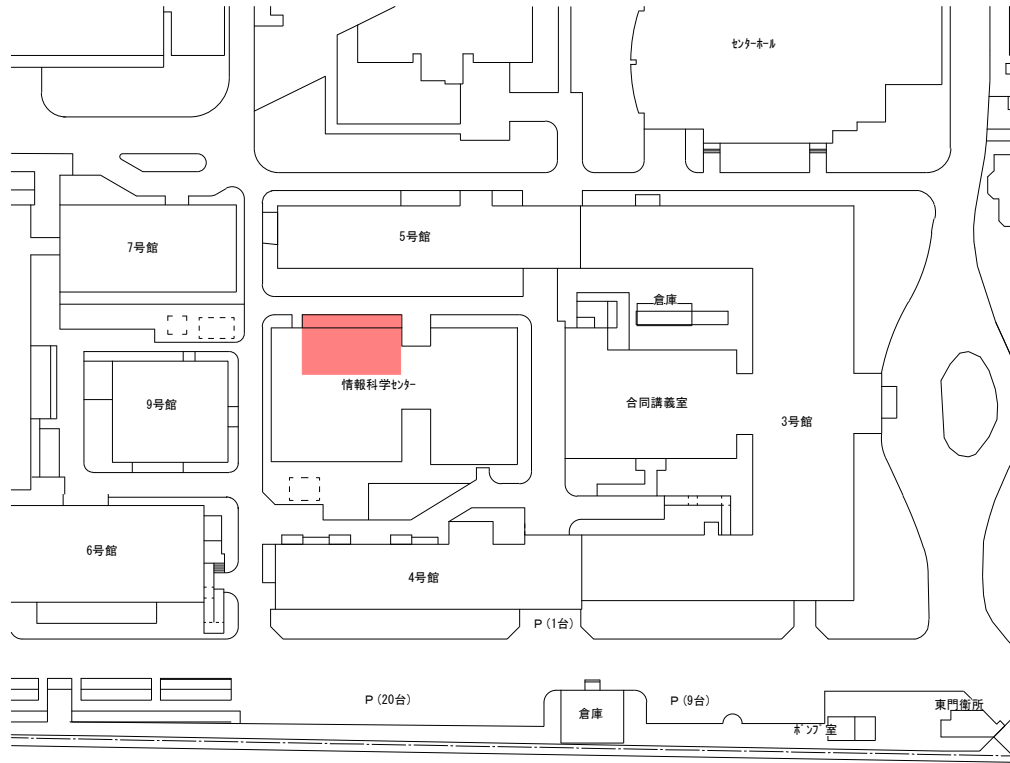 センターホール
7号館
5号館
倉庫
情報科学センター
9号館
合同講義室
3号館
6号館
4号館
P (1台)
P (20台)
P (9台)
倉庫
東門衛所
ポンプ室